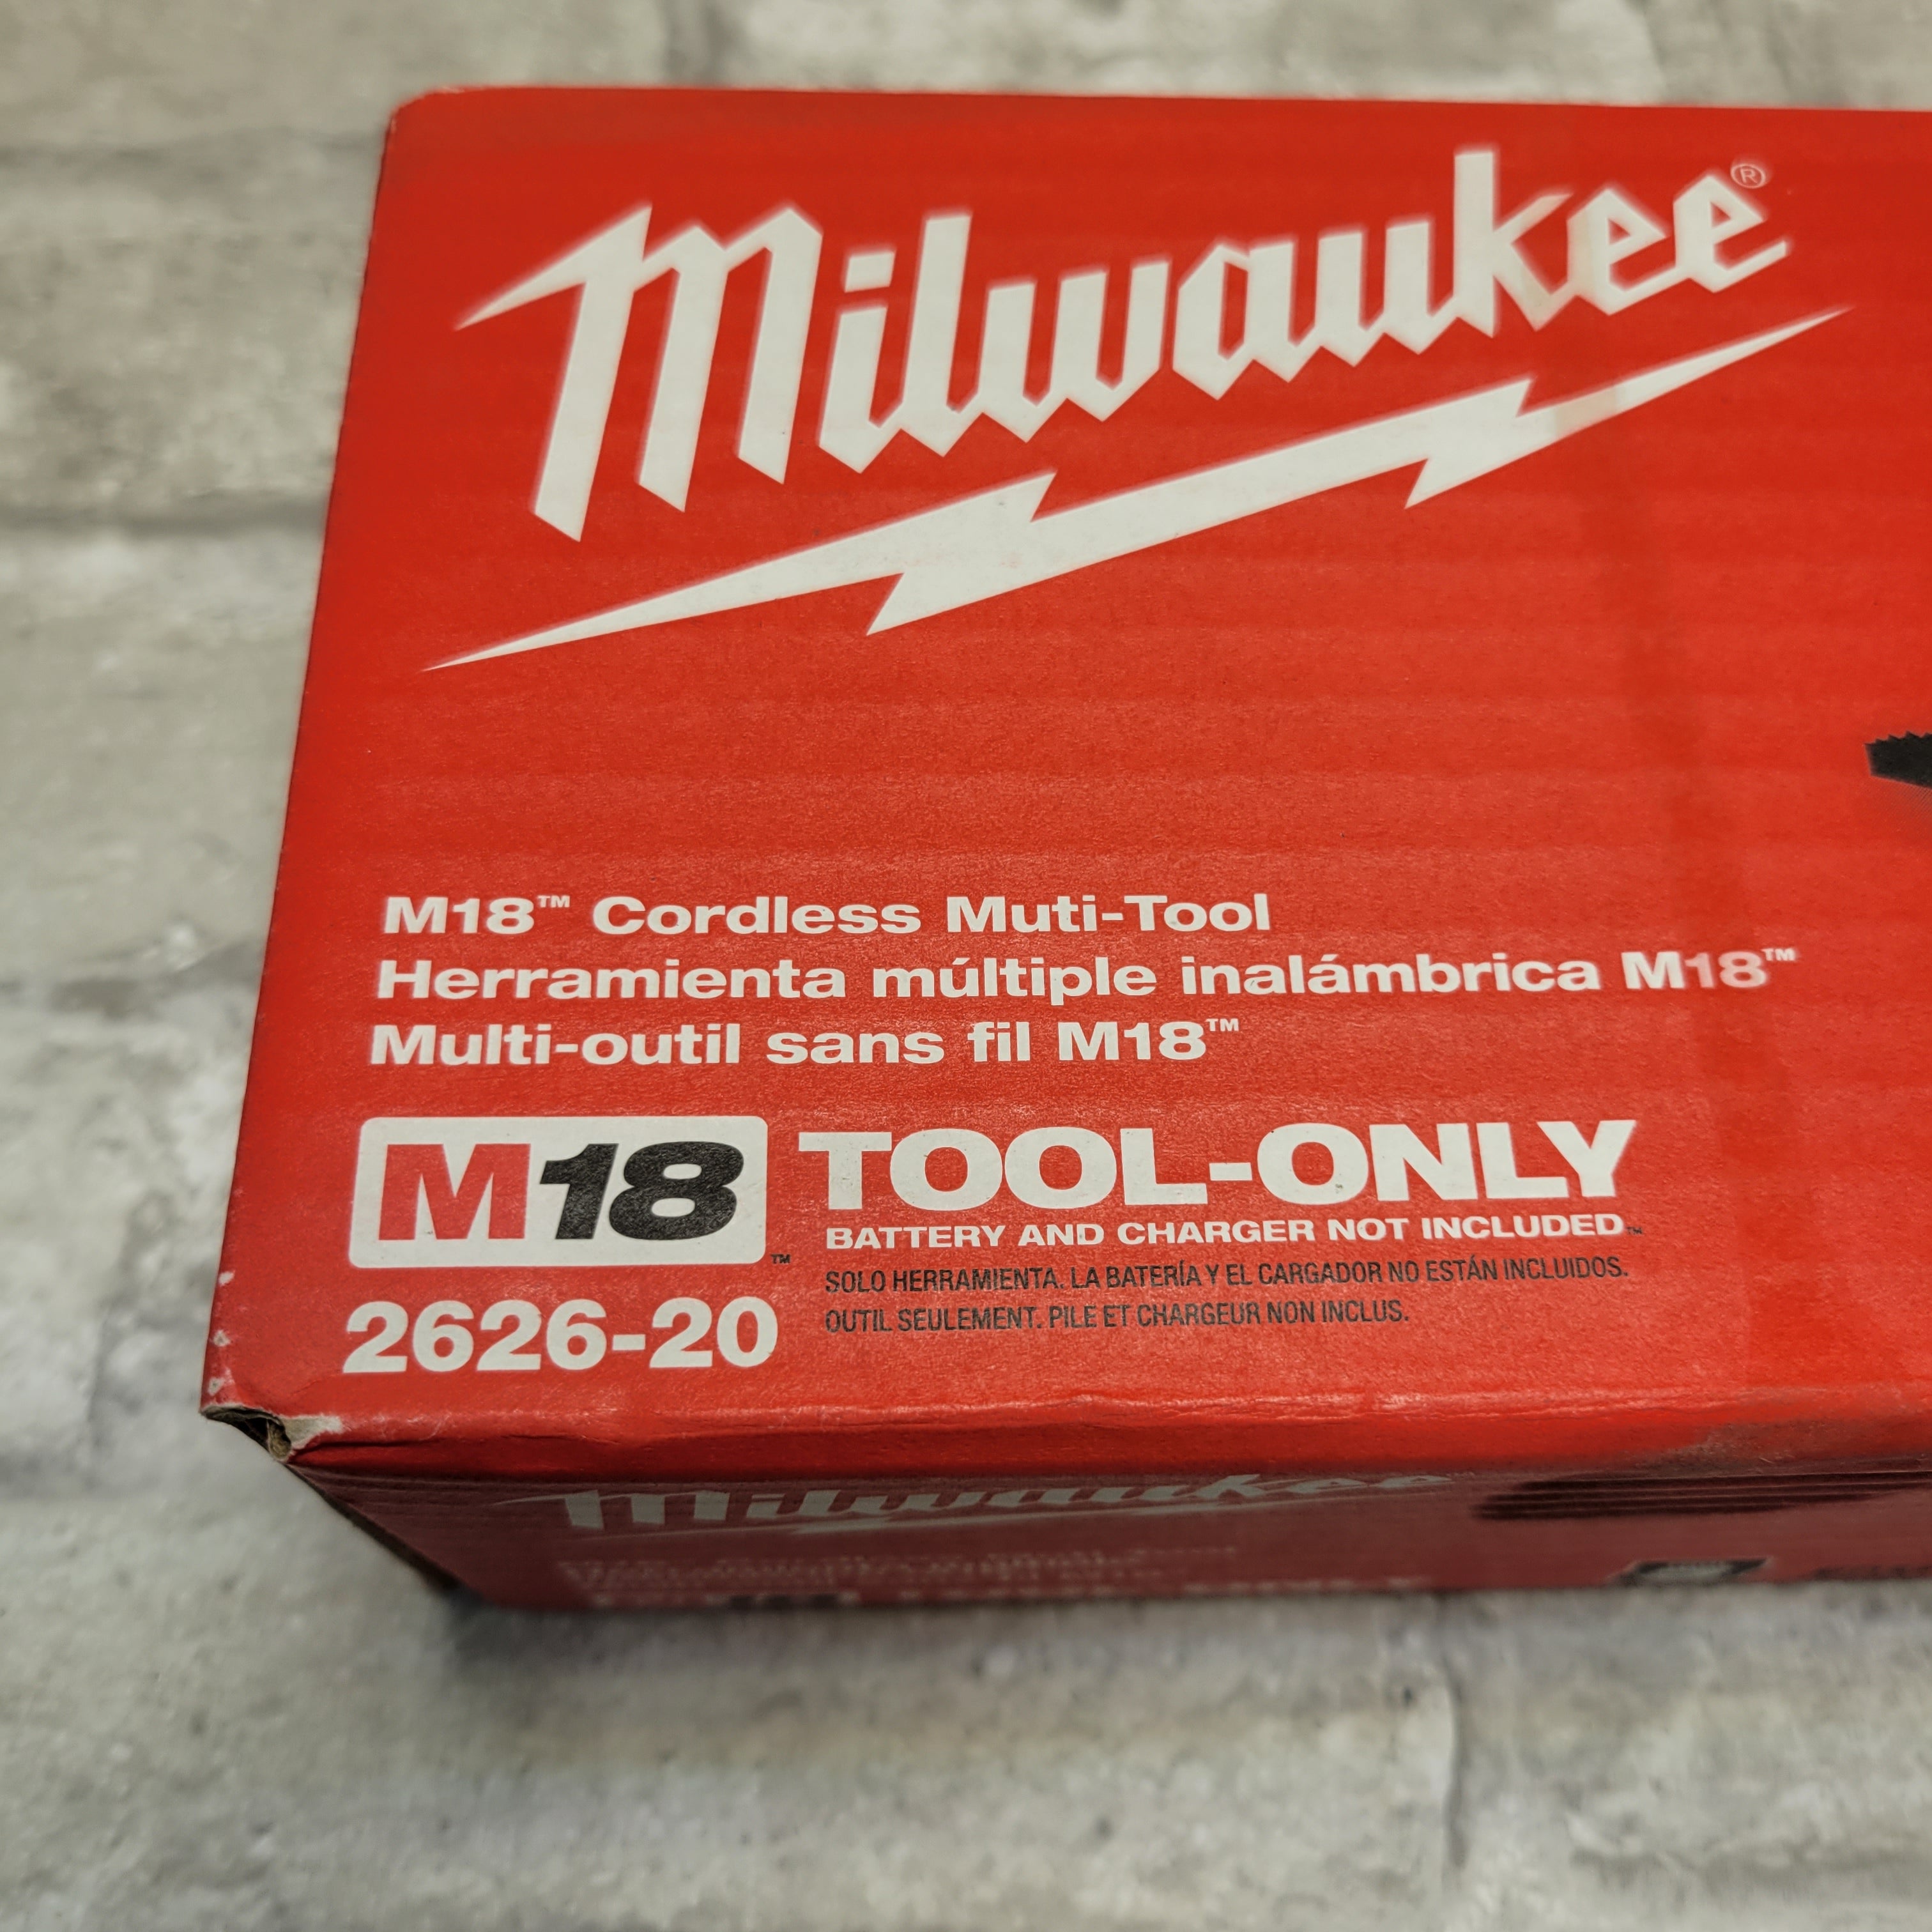 Milwaukee®
M18™ Cordless Muti-Tool
Herramienta múltiple inalámbrica M18™
Multi-outil sans fil M18™
M18™ TOOL-ONLY
BATTERY AND CHARGER NOT INCLUDED™
SOLO HERRAMIENTA. LA BATERÍA Y EL CARGADOR NO ESTÁN INCLUIDOS.
OUTIL SEULEMENT. PILE ET CHARGEUR NON INCLUS.
2626-20
Milwaukee